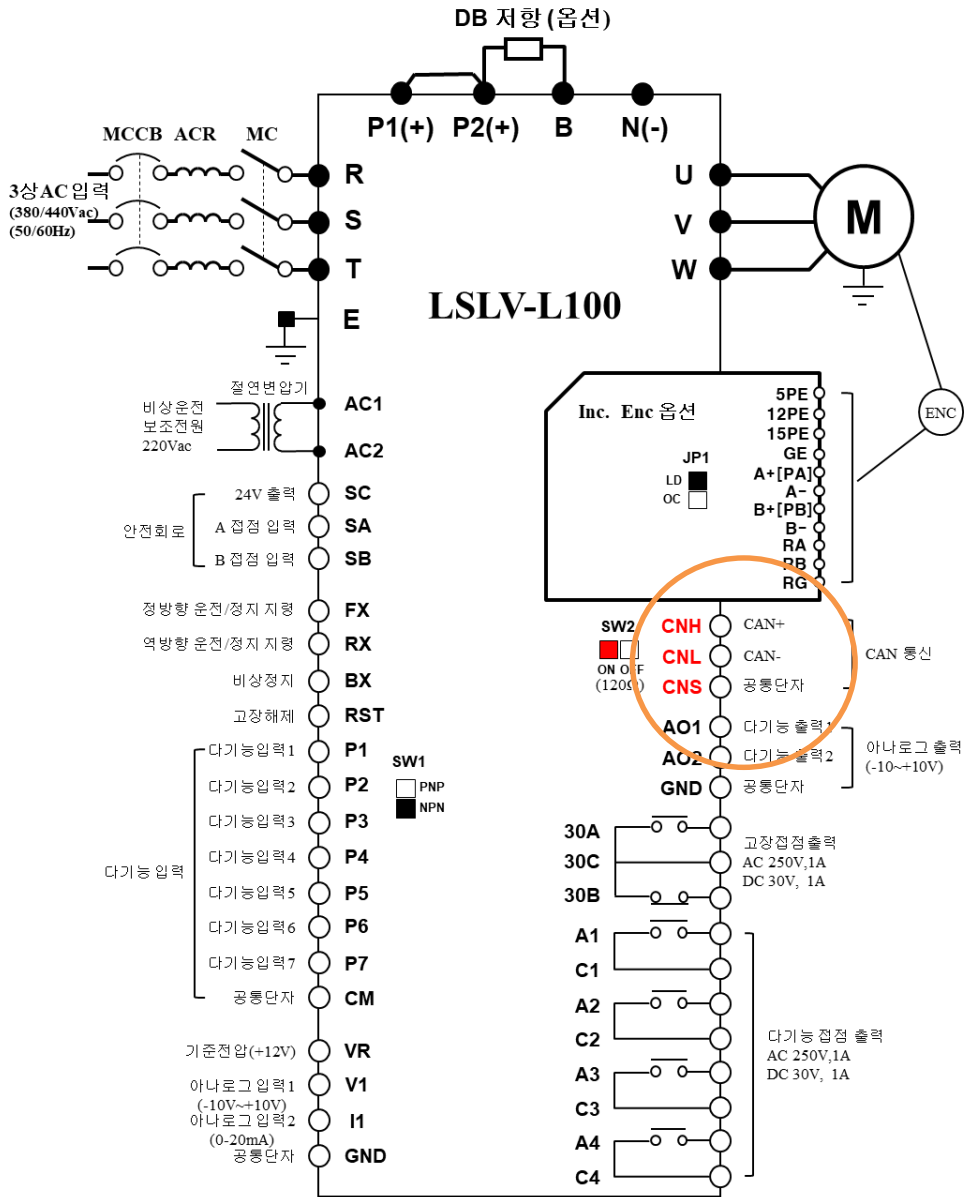 DB 저항 (옵션)
P1(+) P2(+) B N(-)
MCCB ACR MC
3상 AC 입력
(380/440Vac)
(50/60Hz)
R
S
T
E
U
V
W
M
LSLV-L100
절연변압기
비상운전
보조전원
220Vac
AC1
AC2
안전회로
24V 출력 SC
A 접점 입력 SA
B 접점 입력 SB
정방향 운전/정지 지령 FX
역방향 운전/정지 지령 RX
비상정지 BX
고장해제 RST
다기능 입력
다기능입력1 P1
다기능입력2 P2
다기능입력3 P3
다기능입력4 P4
다기능입력5 P5
다기능입력6 P6
다기능입력7 P7
공통단자 CM
SW1
PNP
NPN
기준전압(+12V) VR
아나로그 입력1 V1
(-10V~+10V)
아나로그 입력2 I1
(0-20mA)
공통단자 GND
Inc. Enc 옵션
JP1
LD
OC
5PE
12PE
15PE
GE
A+[PA]
A-
B+[PB]
B-
RA
RB
RG
ENC
SW2
ON OFF
(120Ω)
CNH CAN+
CNL CAN-
CNS 공통단자
CAN 통신
AO1 다기능 출력1
AO2 다기능 출력2
GND 공통단자
아나로그 출력
(-10~+10V)
30A
30C
30B
고장접점출력
AC 250V,1A
DC 30V, 1A
A1
C1
A2
C2
A3
C3
A4
C4
다기능 접점 출력
AC 250V,1A
DC 30V, 1A